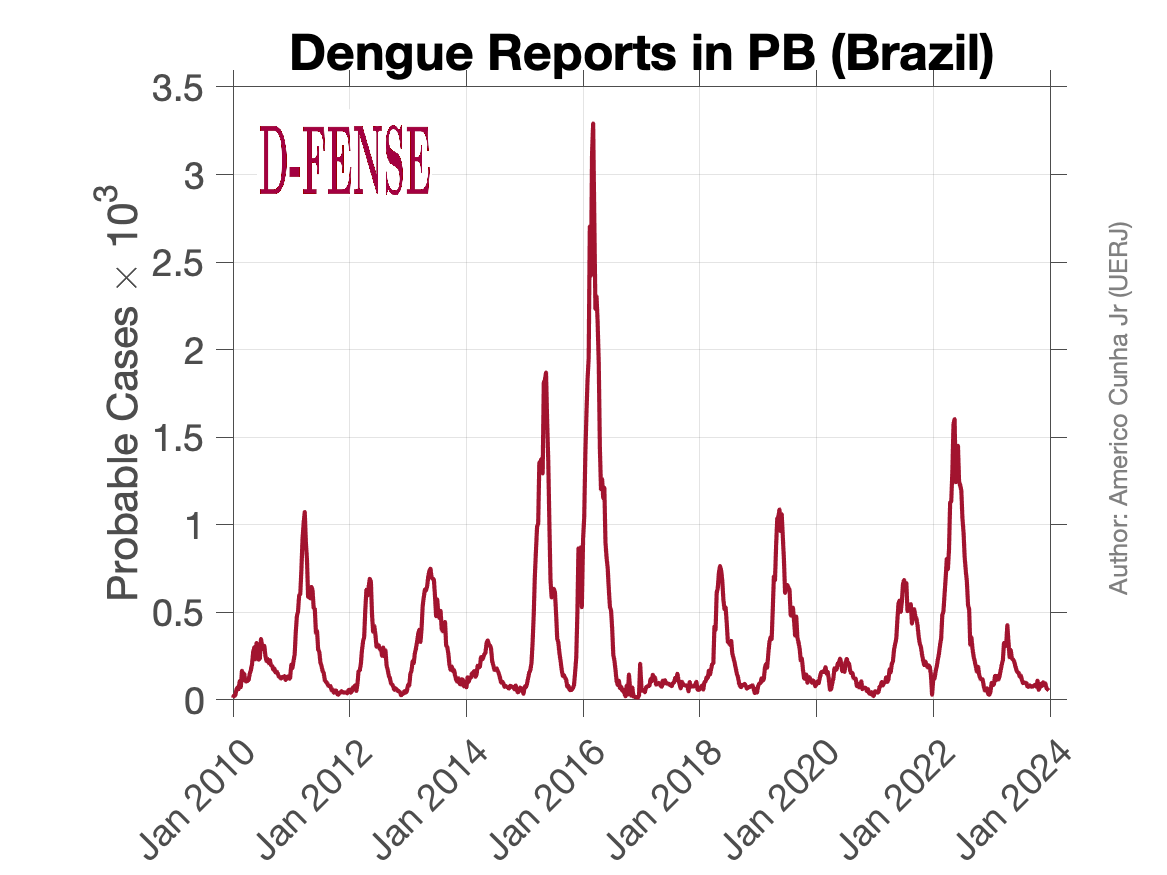 Dengue Reports in PB (Brazil)
D-FENSE
Probable Cases × 10³
3.5
3
2.5
2
1.5
1
0.5
0
Jan 2010
Jan 2012
Jan 2014
Jan 2016
Jan 2018
Jan 2020
Jan 2022
Jan 2024
Author: Americo Cunha Jr (UERJ)